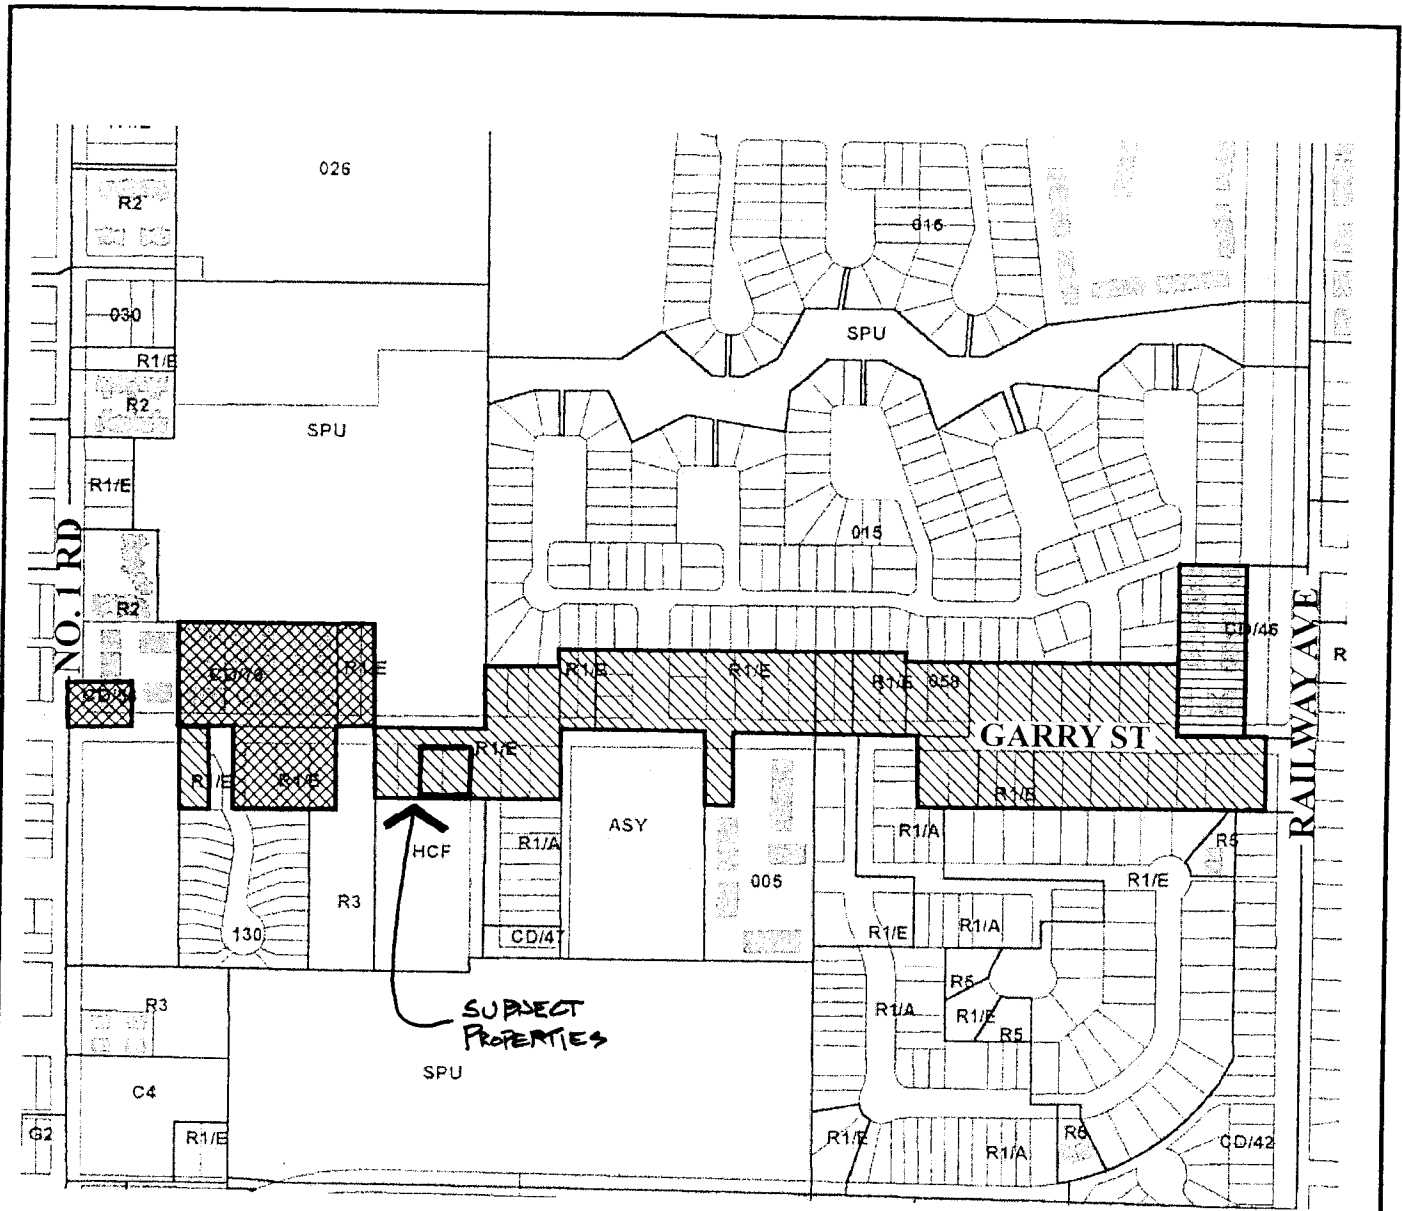 026
R2
016
030
SPU
R1/E
R2
SPU
R1/E
015
NO. 1 RD
R2
CD/46
RAILWAY AVE
R
R1/E
R1/E
R1/E
R1/E
058
GARRY ST
R1/E
R1/E
R1/E
R1/E
ASY
R1/A
R5
HCF
R1/A
005
R1/E
R3
130
CD/47
R1/E
R1/A
R5
R3
SUBJECT
PROPERTIES
R1/A
R1/E
R5
SPU
C4
G2
R1/E
R1/E
R1/A
CD/42